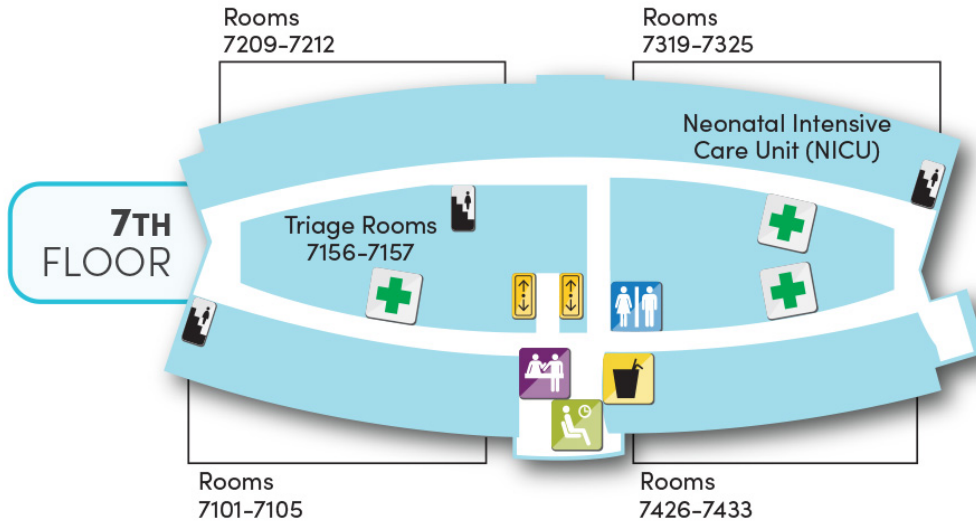 Rooms
7209-7212
Rooms
7319-7325
Neonatal Intensive
Care Unit (NICU)
7TH
FLOOR
Triage Rooms
7156-7157
Rooms
7101-7105
Rooms
7426-7433